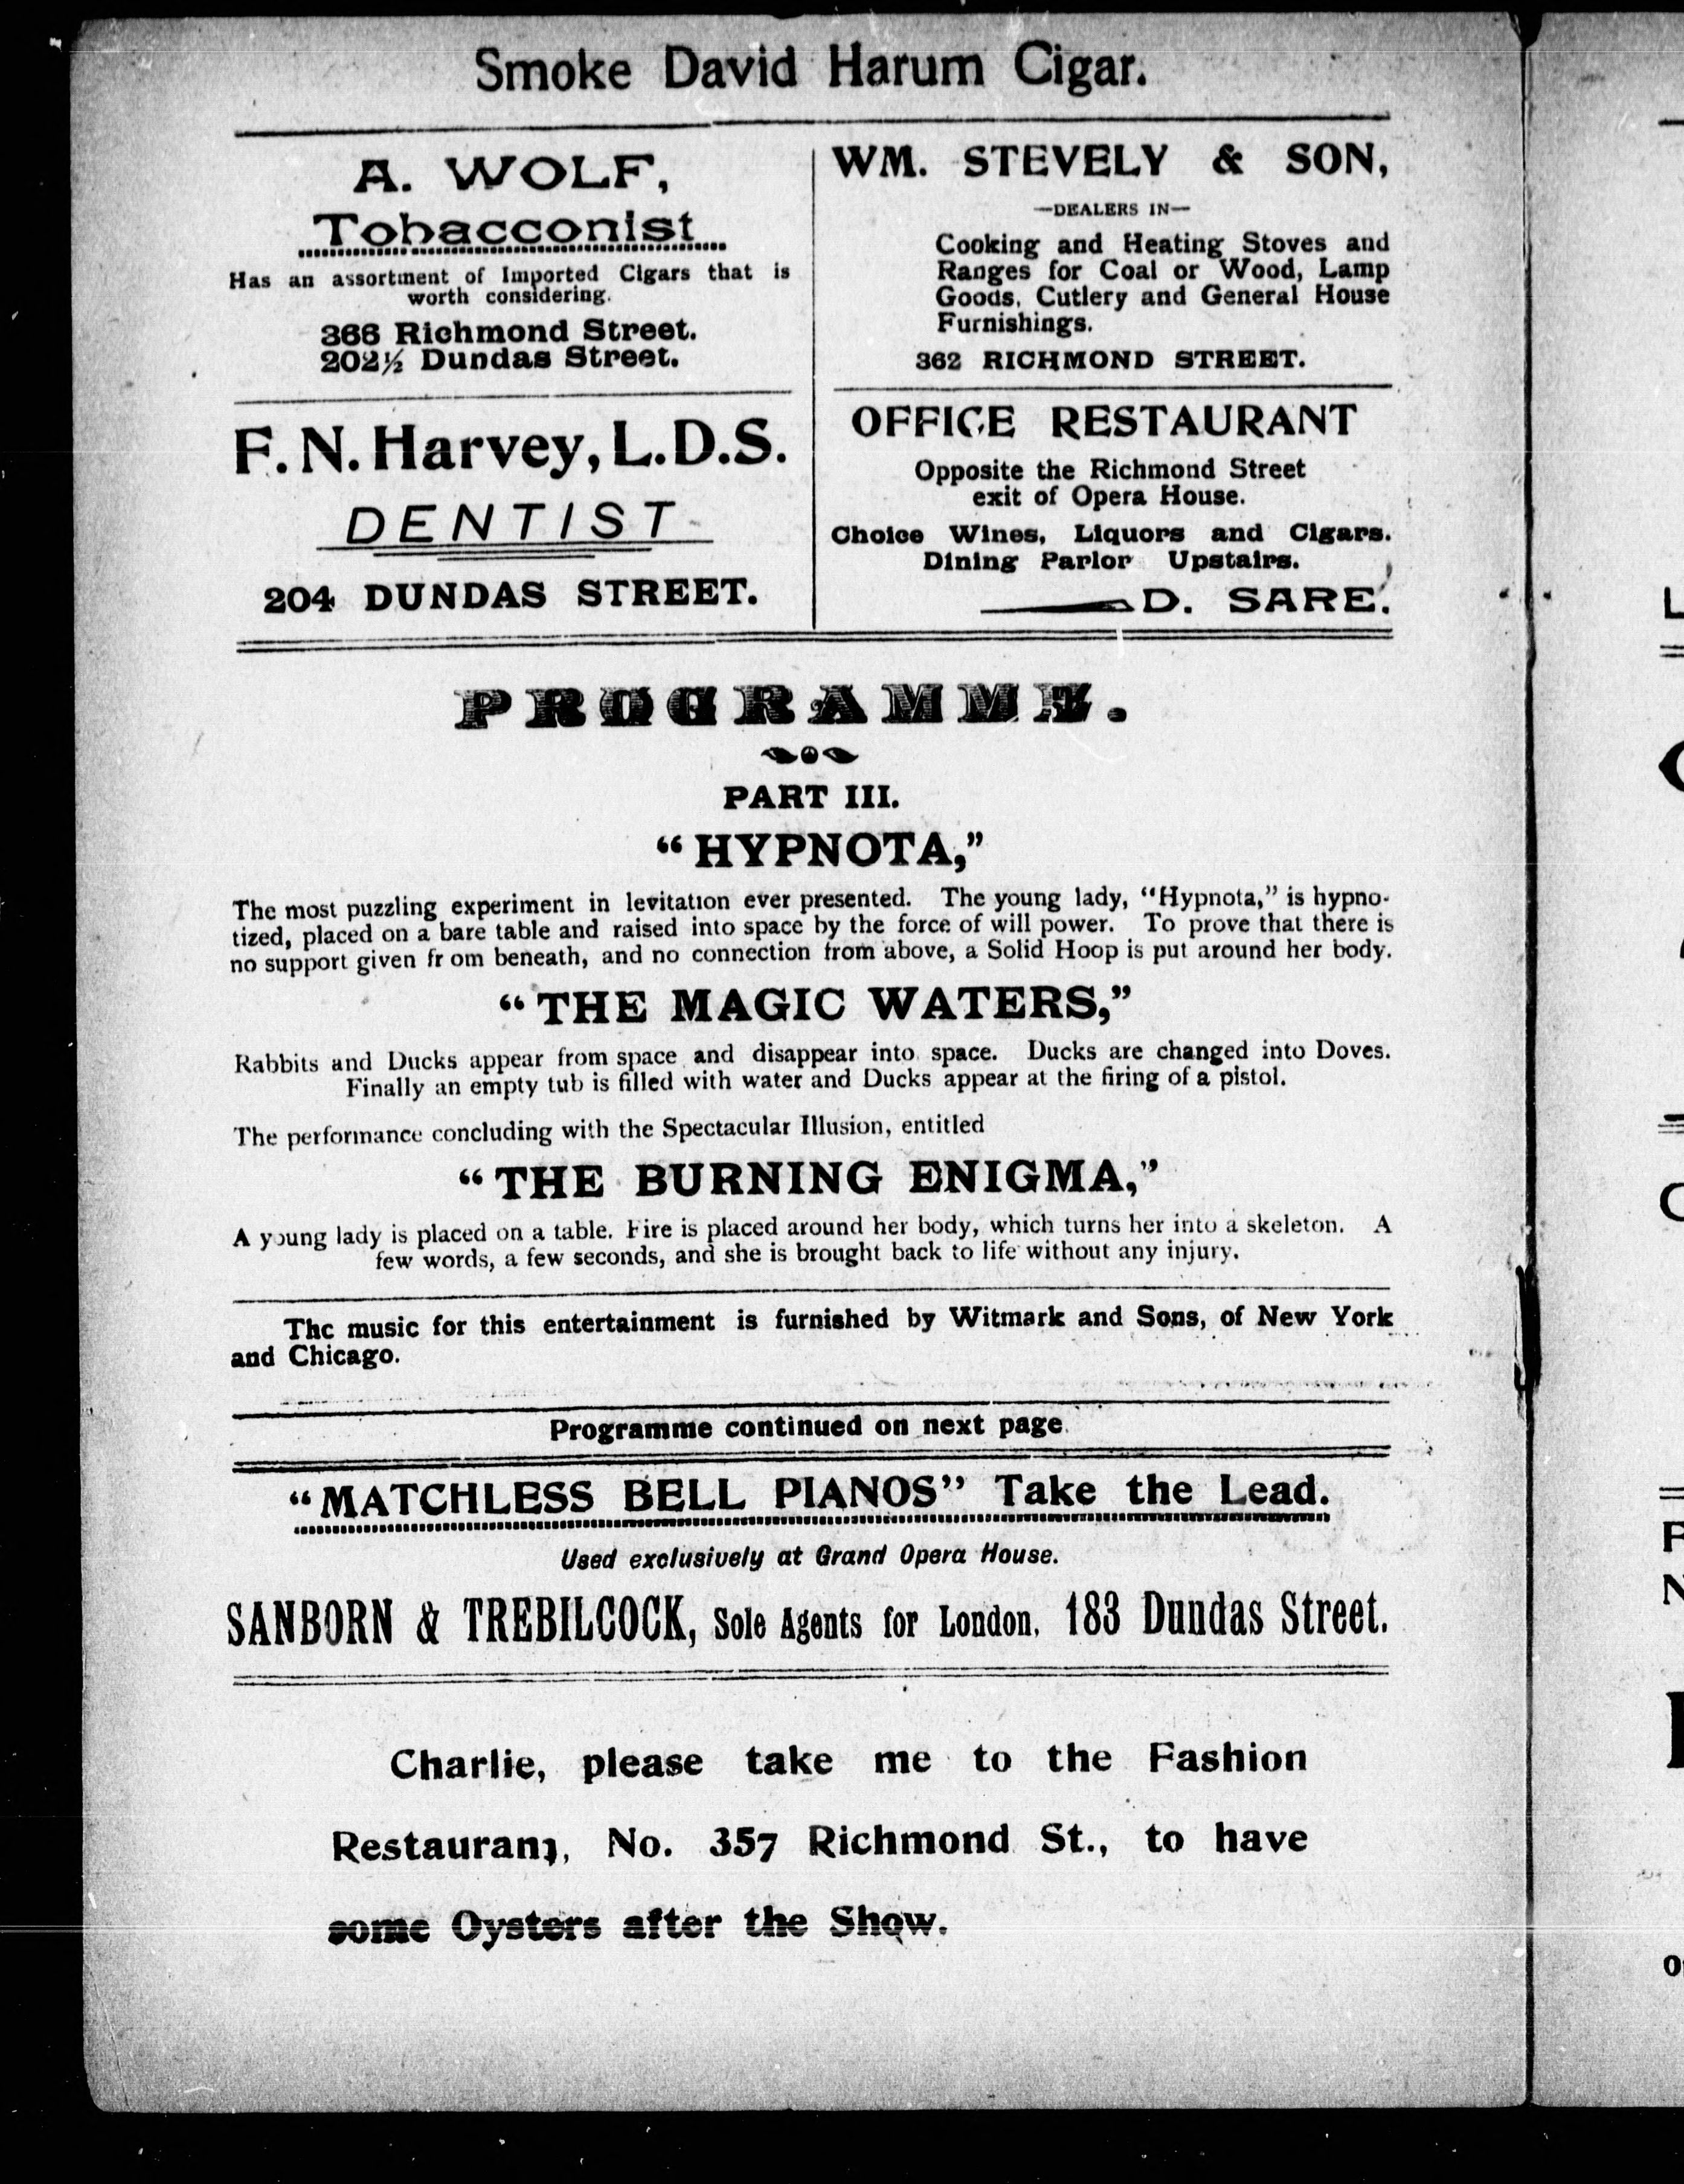 Smoke David Harum Cigar.
A. WOLF,
Tobacconist
Has an assortment of Imported Cigars that is
worth considering.
366 Richmond Street.
202½ Dundas Street.
F. N. Harvey, L.D.S.
DENTIST
204 DUNDAS STREET.
WM. STEVELY & SON,
—DEALERS IN—
Cooking and Heating Stoves and
Ranges for Coal or Wood, Lamp
Goods, Cutlery and General House
Furnishings.
362 RICHMOND STREET.
OFFICE RESTAURANT
Opposite the Richmond Street
exit of Opera House.
Choice Wines, Liquors and Cigars.
Dining Parlor Upstairs.
D. SARE.
PROGRAMME.
PART III.
“HYPNOTA,”
The most puzzling experiment in levitation ever presented. The young lady, “Hypnota,” is hypno-
tized, placed on a bare table and raised into space by the force of will power. To prove that there is
no support given fr om beneath, and no connection from above, a Solid Hoop is put around her body.
“THE MAGIC WATERS,”
Rabbits and Ducks appear from space and disappear into space. Ducks are changed into Doves.
Finally an empty tub is filled with water and Ducks appear at the firing of a pistol.
The performance concluding with the Spectacular Illusion, entitled
“THE BURNING ENIGMA,”
A young lady is placed on a table. Fire is placed around her body, which turns her into a skeleton. A
few words, a few seconds, and she is brought back to life without any injury.
The music for this entertainment is furnished by Witmark and Sons, of New York
and Chicago.
Programme continued on next page.
“MATCHLESS BELL PIANOS” Take the Lead.
Used exclusively at Grand Opera House.
SANBORN & TREBILCOCK, Sole Agents for London, 183 Dundas Street.
Charlie, please take me to the Fashion
Restaurant, No. 357 Richmond St., to have
some Oysters after the Show.